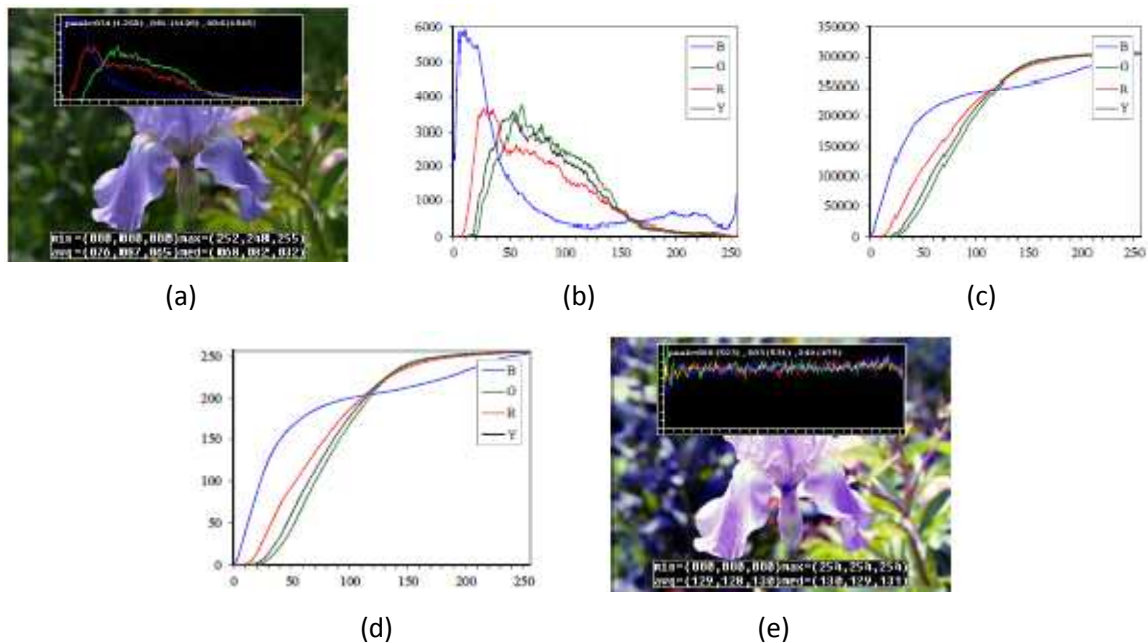 min=(000,000,000)max=(252,248,255)
6000
5000
4000
3000
2000
1000
0
0 50 100 150 200 250
B
G
R
Y
350000
300000
250000
200000
150000
100000
50000
0
0 50 100 150 200 250
B
G
R
Y
(a) (b) (c)
250
200
150
100
50
0
0 50 100 150 200 250
B
G
R
Y
min=(000,000,000)max=(254,254,254)
avg=(129,128,130)med=(130,129,131)
(d) (e)